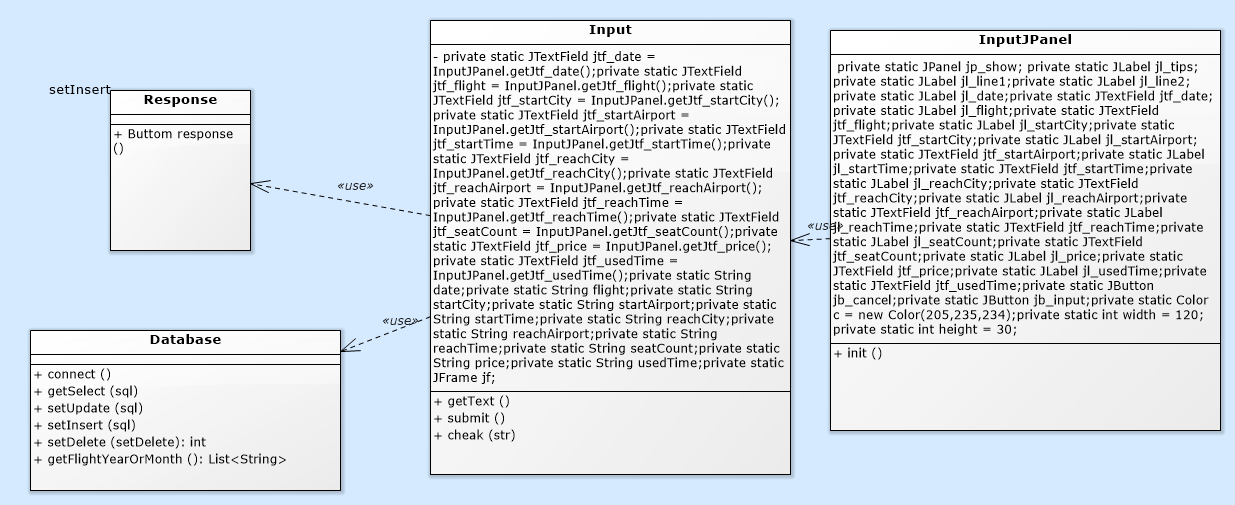 setInsert
Response
+ Buttom response
()
Database
+ connect ()
+ getSelect (sql)
+ setUpdate (sql)
+ setInsert (sql)
+ setDelete (setDelete): int
+ getFlightYearOrMonth (): List<String>
«use»
«use»
Input
- private static JTextField jtf_date =
InputJPanel.getJtf_date();private static JTextField
jtf_flight = InputJPanel.getJtf_flight();private static
JTextField jtf_startCity = InputJPanel.getJtf_startCity();
private static JTextField jtf_startAirport =
InputJPanel.getJtf_startAirport();private static JTextField
jtf_startTime = InputJPanel.getJtf_startTime();private
static JTextField jtf_reachCity =
InputJPanel.getJtf_reachCity();private static JTextField
jtf_reachAirport = InputJPanel.getJtf_reachAirport();
private static JTextField jtf_reachTime =
InputJPanel.getJtf_reachTime();private static JTextField
jtf_seatCount = InputJPanel.getJtf_seatCount();private
static JTextField jtf_price = InputJPanel.getJtf_price();
private static JTextField jtf_usedTime =
InputJPanel.getJtf_usedTime();private static String
date;private static String flight;private static String
startCity;private static String startAirport;private static
String startTime;private static String reachCity;private
static String reachAirport;private static String
reachTime;private static String seatCount;private static
String price;private static String usedTime;private static
JFrame jf;
+ getText ()
+ submit ()
+ cheak (str)
«use»
InputJPanel
private static JPanel jp_show; private static JLabel jl_tips;
private static JLabel jl_line1;private static JLabel jl_line2;
private static JLabel jl_date;private static JTextField jtf_date;
private static JLabel jl_flight;private static JTextField
jtf_flight;private static JLabel jl_startCity;private static
JTextField jtf_startCity;private static JLabel jl_startAirport;
private static JTextField jtf_startAirport;private static JLabel
jl_startTime;private static JTextField jtf_startTime;private
static JLabel jl_reachCity;private static JTextField
jtf_reachCity;private static JLabel jl_reachAirport;private
static JTextField jtf_reachAirport;private static JLabel
jl_reachTime;private static JTextField jtf_reachTime;private
static JLabel jl_seatCount;private static JTextField
jtf_seatCount;private static JLabel jl_price;private static
JTextField jtf_price;private static JLabel jl_usedTime;private
static JTextField jtf_usedTime;private static JButton
jb_cancel;private static JButton jb_input;private static Color
c = new Color(205,235,234);private static int width = 120;
private static int height = 30;
+ init ()